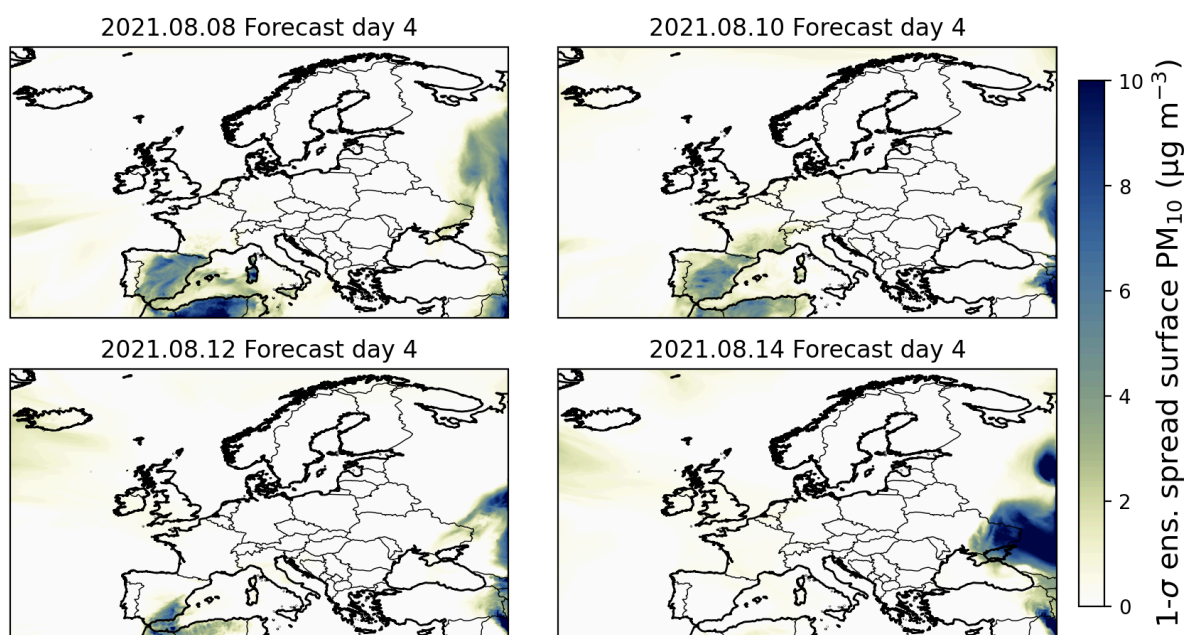 2021.08.08 Forecast day 4
2021.08.10 Forecast day 4
2021.08.12 Forecast day 4
2021.08.14 Forecast day 4
10
8
6
4
2
0
1-σ ens. spread surface PM₁₀ (μg m⁻³)